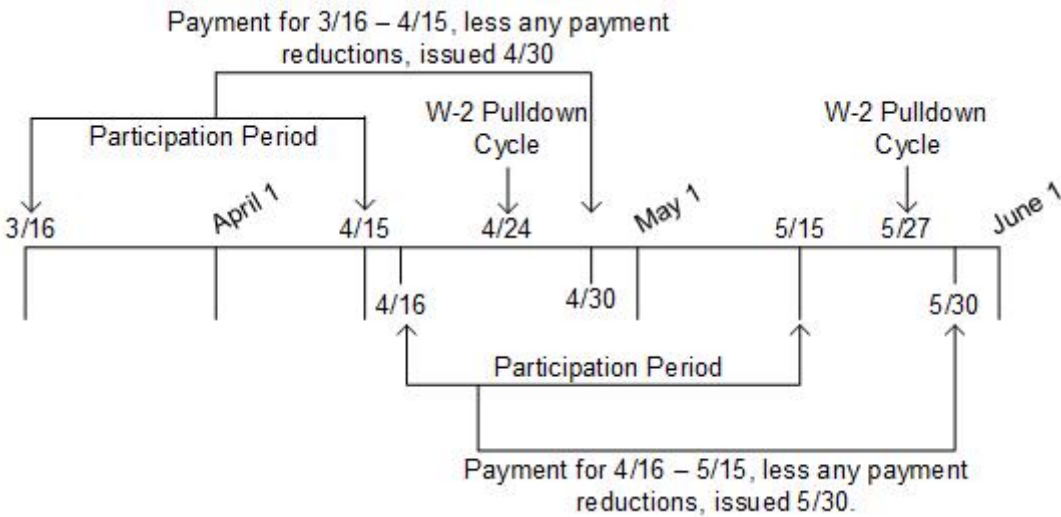 Payment for 3/16 – 4/15, less any payment
reductions, issued 4/30
Participation Period
W-2 Pulldown
Cycle
W-2 Pulldown
Cycle
3/16
April 1
4/15
4/24
May 1
5/15
5/27
June 1
4/16
4/30
5/30
Participation Period
Payment for 4/16 – 5/15, less any payment
reductions, issued 5/30.